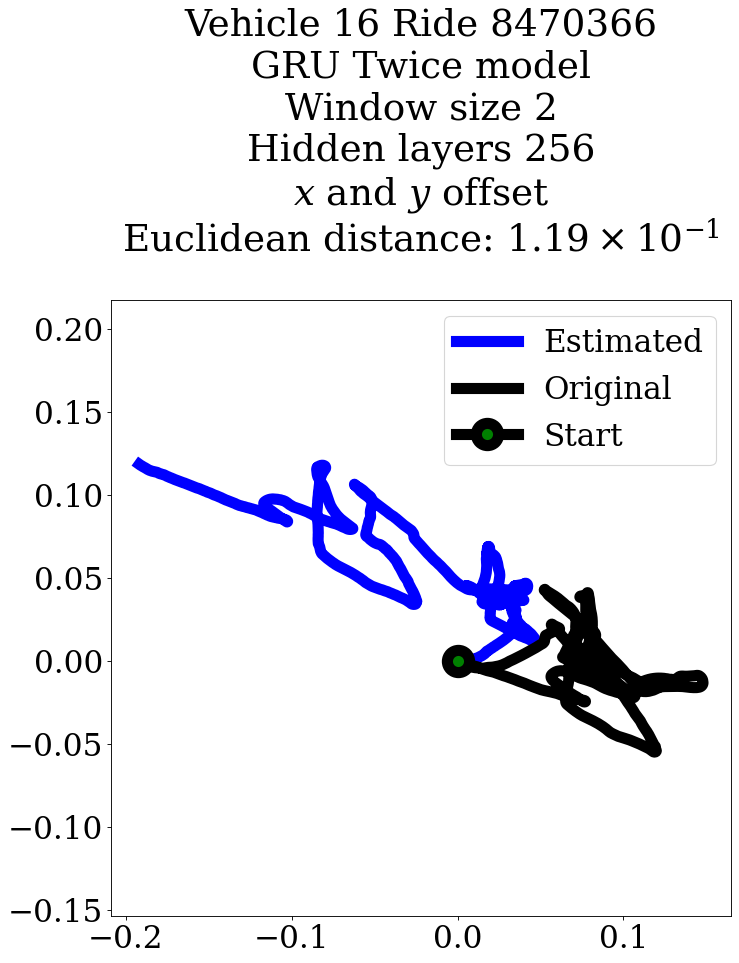 Vehicle 16 Ride 8470366
GRU Twice model
Window size 2
Hidden layers 256
x and y offset
Euclidean distance: 1.19 × 10⁻¹
Estimated
Original
Start
0.20
0.15
0.10
0.05
0.00
−0.05
−0.10
−0.15
−0.2 −0.1 0.0 0.1